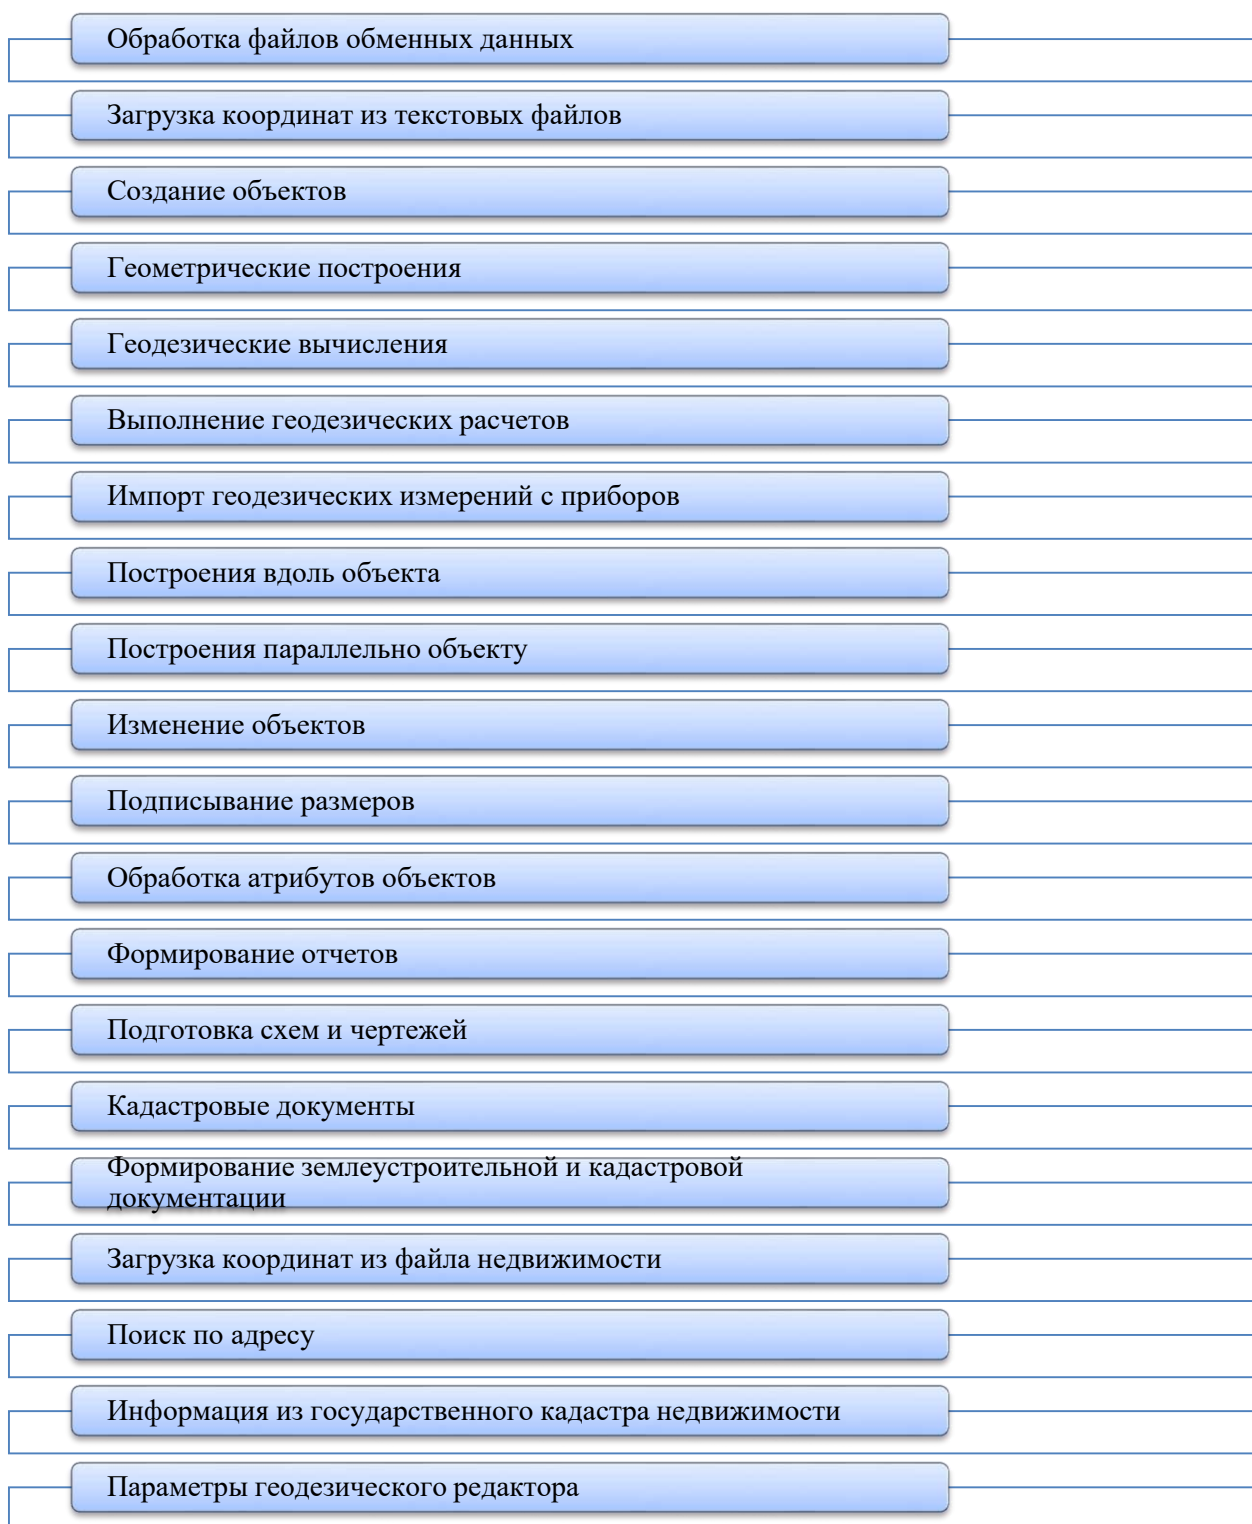 Обработка файлов обменных данных
Загрузка координат из текстовых файлов
Создание объектов
Геометрические построения
Геодезические вычисления
Выполнение геодезических расчетов
Импорт геодезических измерений с приборов
Построения вдоль объекта
Построения параллельно объекту
Изменение объектов
Подписывание размеров
Обработка атрибутов объектов
Формирование отчетов
Подготовка схем и чертежей
Кадастровые документы
Формирование землеустроительной и кадастровой
документации
Загрузка координат из файла недвижимости
Поиск по адресу
Информация из государственного кадастра недвижимости
Параметры геодезического редактора